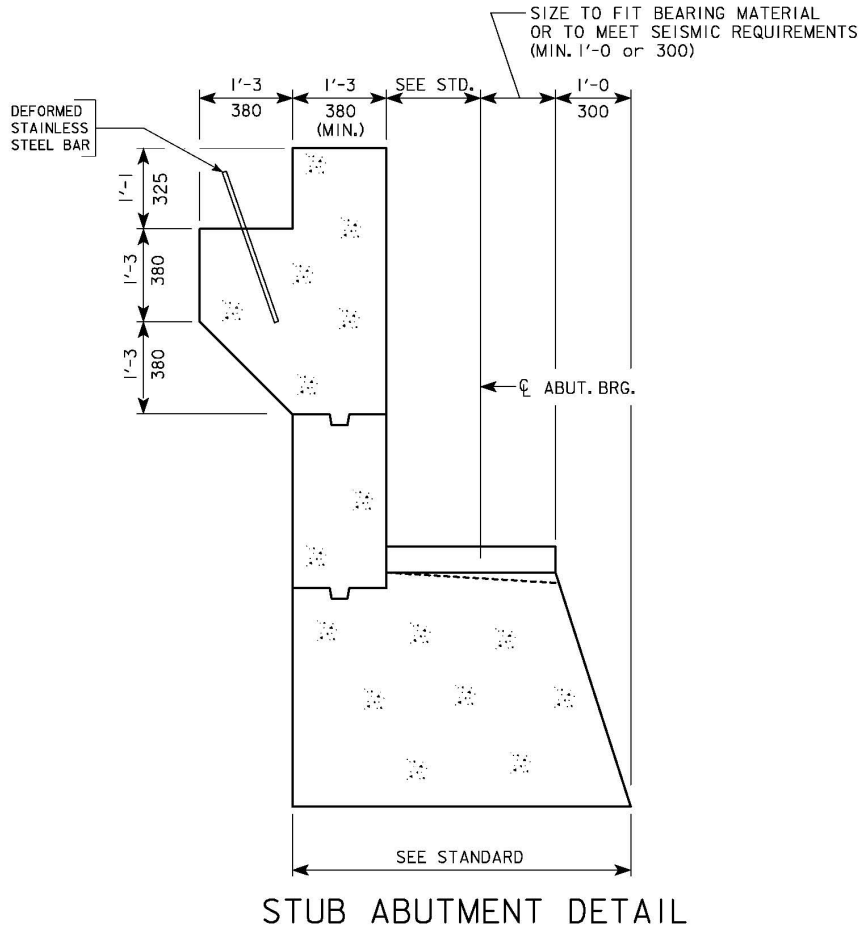 SIZE TO FIT BEARING MATERIAL
OR TO MEET SEISMIC REQUIREMENTS
(MIN. 1'-0 or 300)
1'-3
380
1'-3
380
(MIN.)
SEE STD.
1'-0
300
DEFORMED
STAINLESS
STEEL BAR
1'-1
325
1'-3
380
1'-3
380
℄ ABUT. BRG.
SEE STANDARD
STUB ABUTMENT DETAIL